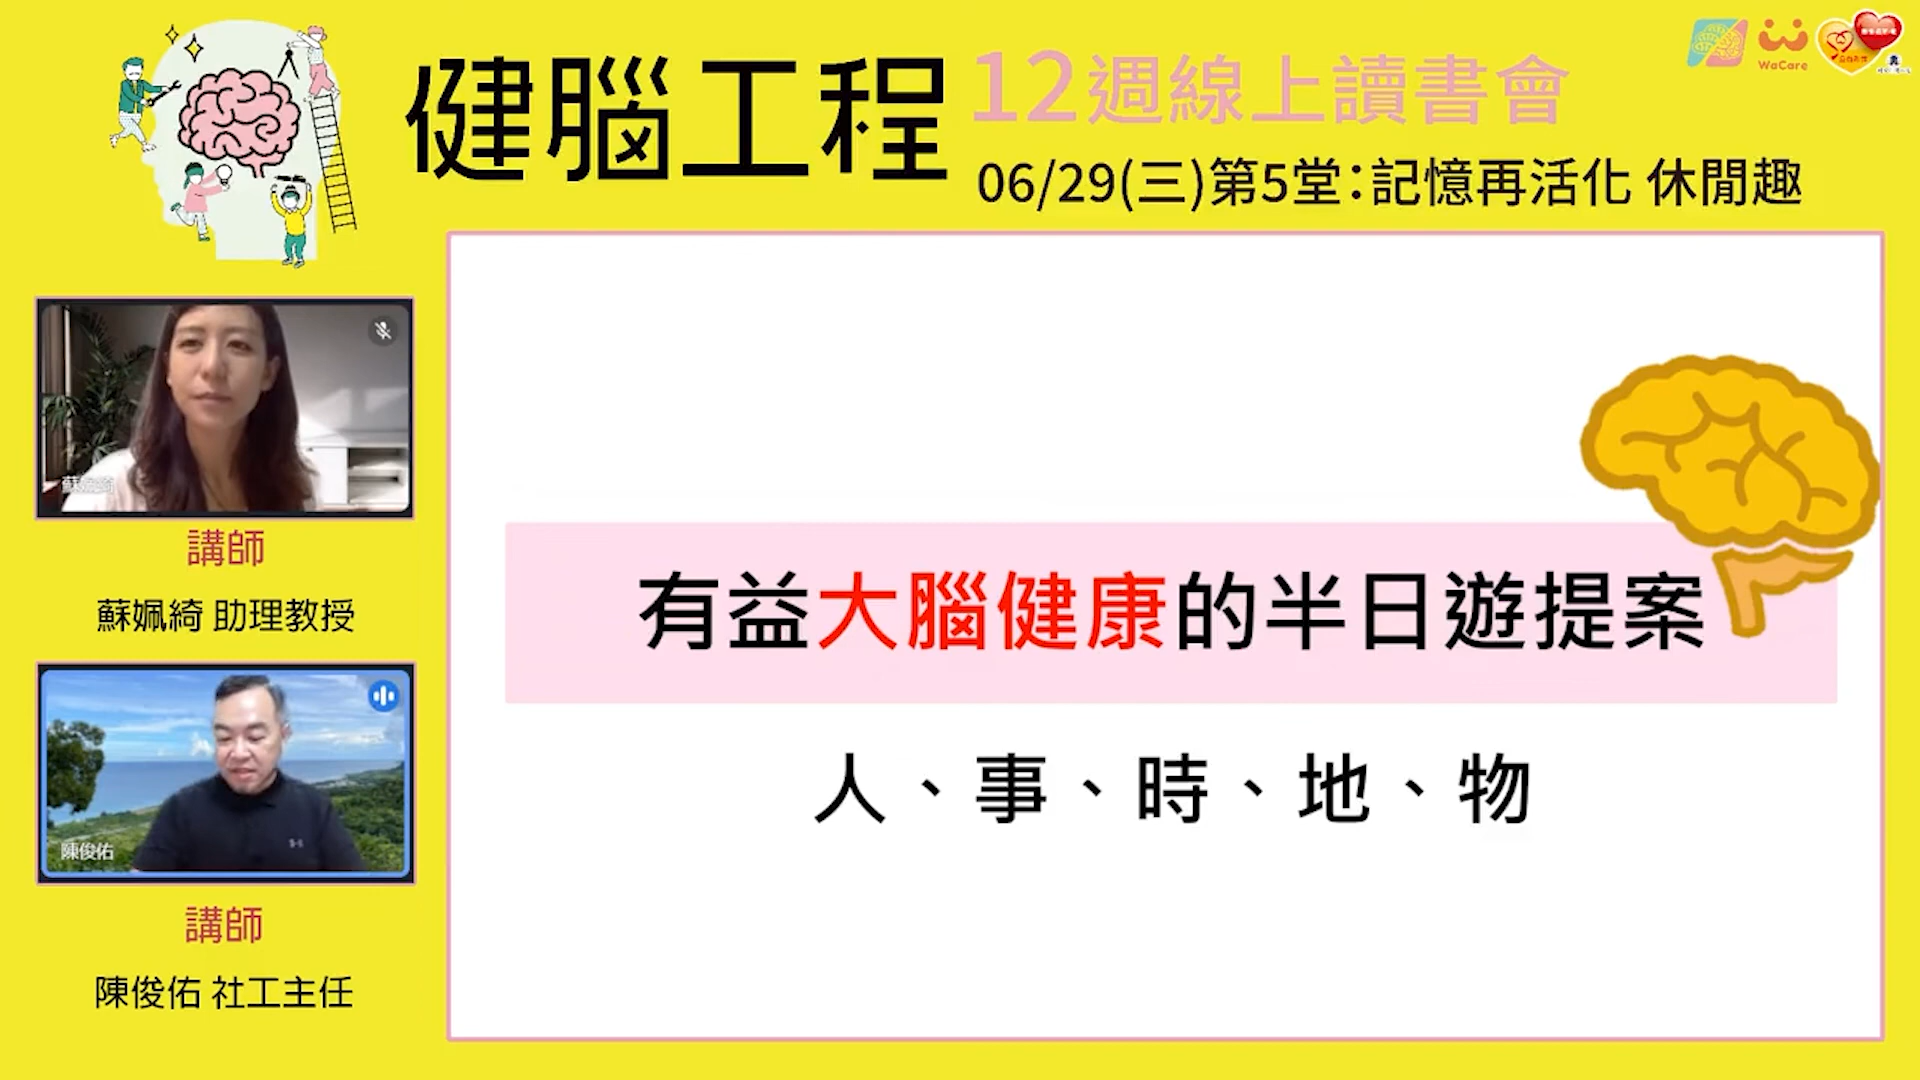 健腦工程
12週線上讀書會
06/29(三)第5堂：記憶再活化 休閒趣
WaCare
講師
蘇姵綺 助理教授
陳俊佑
講師
陳俊佑 社工主任
有益大腦健康的半日遊提案
人、事、時、地、物